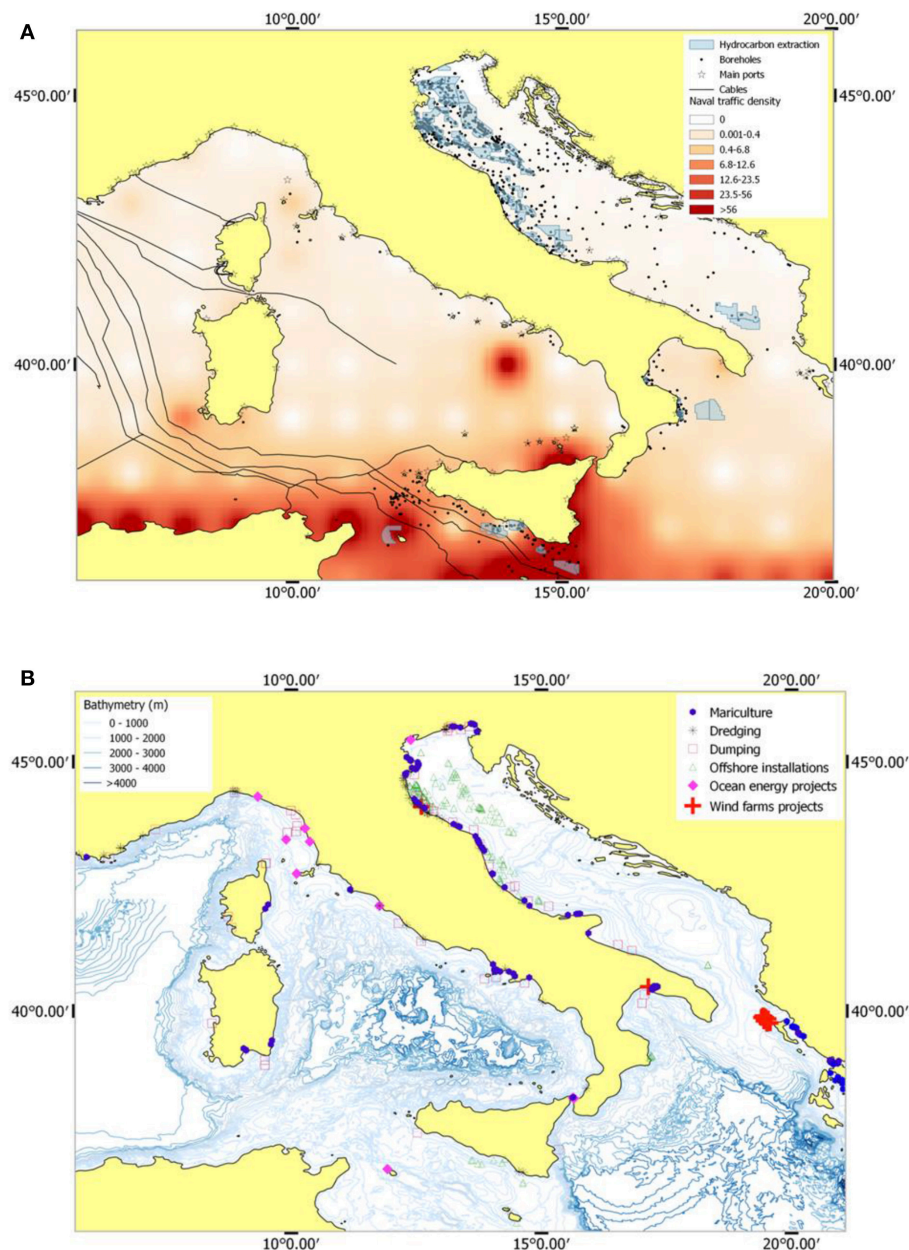 A
10°0.00′ 15°0.00′ 20°0.00′
Hydrocarbon extraction
Boreholes
Main ports
Cables
Naval traffic density
0
0.001-0.4
0.4-6.8
6.8-12.6
12.6-23.5
23.5-56
>56
45°0.00′ 45°0.00′
40°0.00′ 40°0.00′
10°0.00′ 15°0.00′ 20°0.00′
B
10°0.00′ 15°0.00′ 20°0.00′
Bathymetry (m)
0 - 1000
1000 - 2000
2000 - 3000
3000 - 4000
>4000
Mariculture
Dredging
Dumping
Offshore installations
Ocean energy projects
Wind farms projects
45°0.00′ 45°0.00′
40°0.00′ 40°0.00′
10°0.00′ 15°0.00′ 20°0.00′